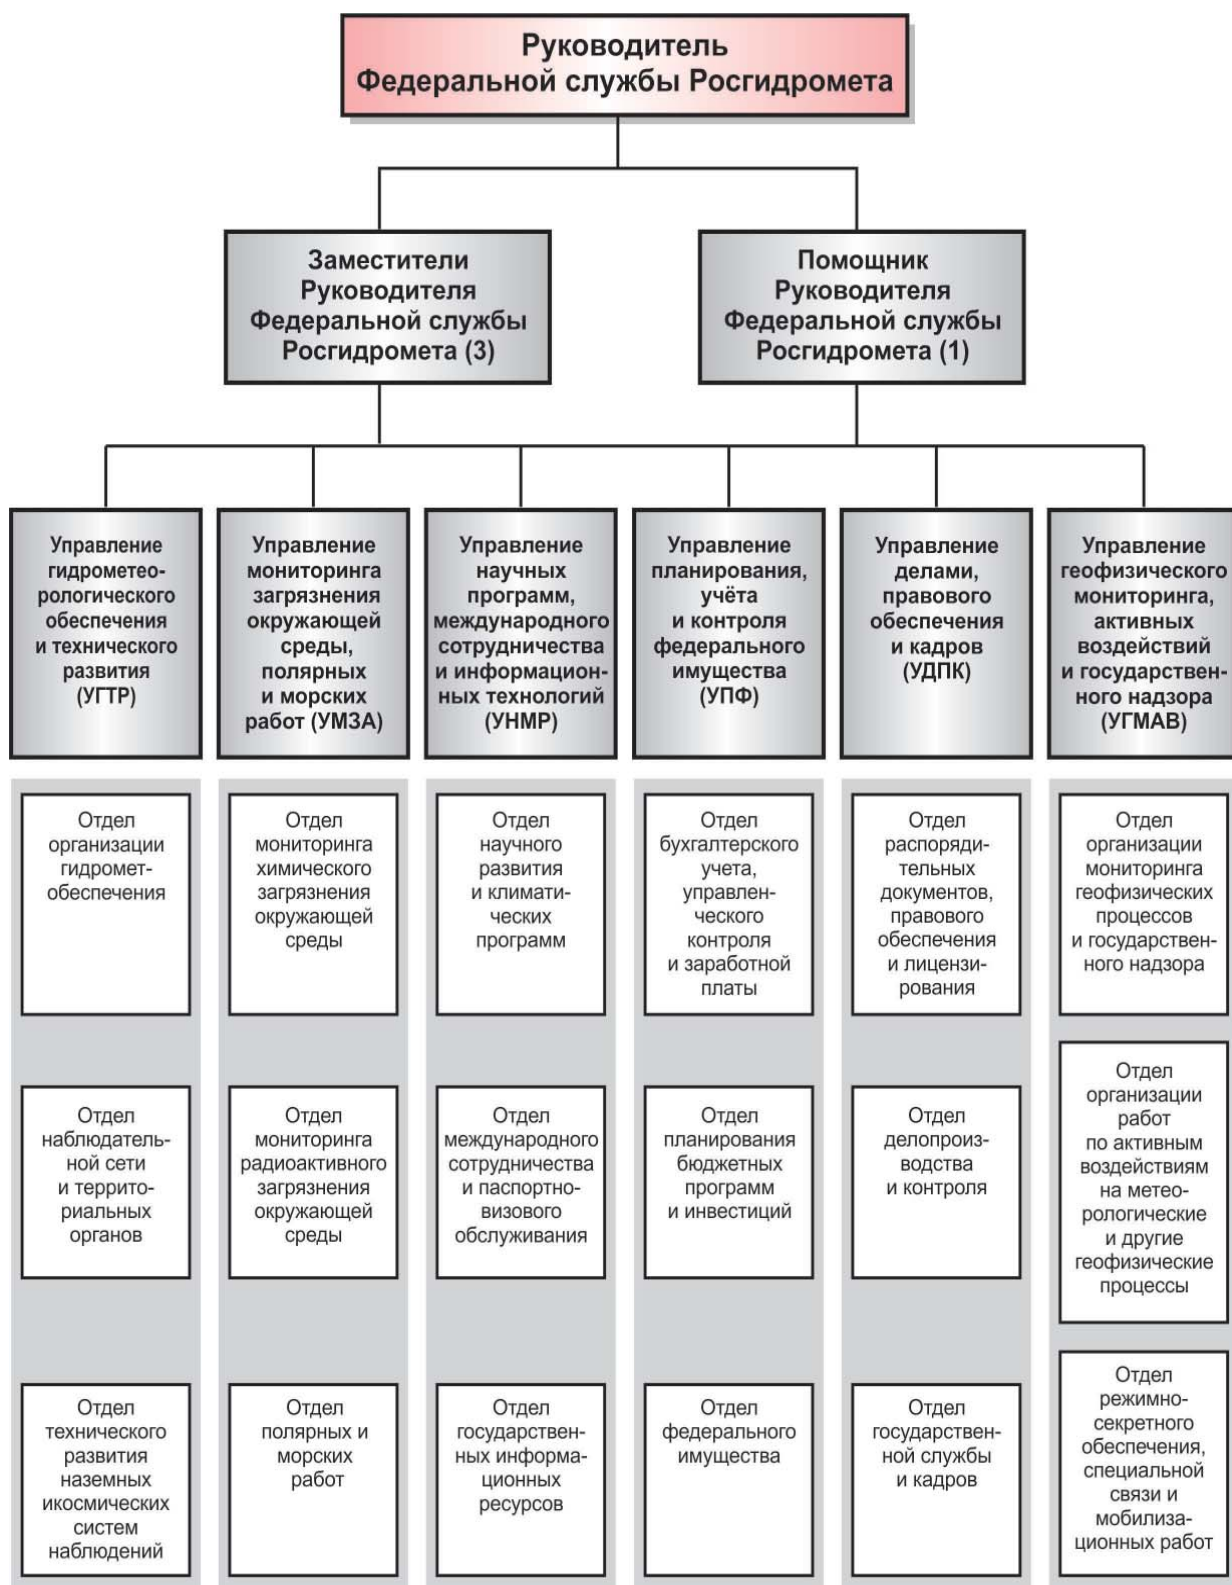 Руководитель
Федеральной службы Росгидромета
Заместители
Руководителя
Федеральной службы
Росгидромета (3)
Помощник
Руководителя
Федеральной службы
Росгидромета (1)
Управление
гидрометео-
рологического
обеспечения
и технического
развития
(УГТР)
Управление
мониторинга
загрязнения
окружающей
среды,
полярных
и морских
работ (УМЗА)
Управление
научных
программ,
международного
сотрудничества
и информацион-
ных технологий
(УНМР)
Управление
планирования,
учёта
и контроля
федерального
имущества
(УПФ)
Управление
делами,
правового
обеспечения
и кадров
(УДПК)
Управление
геофизического
мониторинга,
активных
воздействий
и государствен-
ного надзора
(УГМАВ)
Отдел
организации
гидромет-
обеспечения
Отдел
мониторинга
химического
загрязнения
окружающей
среды
Отдел
научного
развития
и климати-
ческих
программ
Отдел
бухгалтерского
учета,
управлен-
ческого
контроля
и заработной
платы
Отдел
распоряди-
тельных
документов,
правового
обеспечения
и лицензи-
рования
Отдел
организации
мониторинга
геофизических
процессов
и государствен-
ного надзора
Отдел
наблюдатель-
ной сети
и террито-
риальных
органов
Отдел
мониторинга
радиоактивного
загрязнения
окружающей
среды
Отдел
международного
сотрудничества
и паспортно-
визового
обслуживания
Отдел
планирования
бюджетных
программ
и инвестиций
Отдел
делопроиз-
водства
и контроля
Отдел
организации
работ
по активным
воздействиям
на метео-
рологические
и другие
геофизические
процессы
Отдел
технического
развития
наземных
икосмических
систем
наблюдений
Отдел
полярных и
морских
работ
Отдел
государствен-
ных информа-
ционных
ресурсов
Отдел
федерального
имущества
Отдел
государствен-
ной службы
и кадров
Отдел
режимно-
секретного
обеспечения,
специальной
связи и
мобилиза-
ционных работ